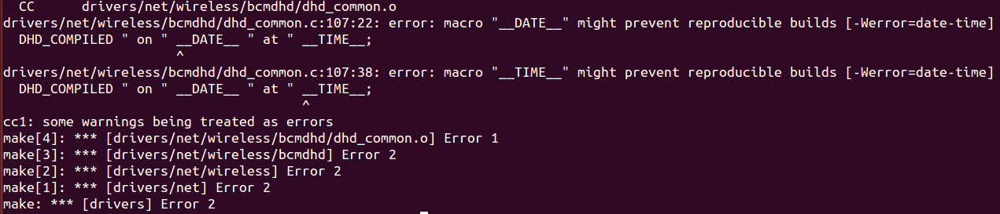 CC      drivers/net/wireless/bcmdhd/dhd_common.o
drivers/net/wireless/bcmdhd/dhd_common.c:107:22: error: macro "__DATE__" might prevent reproducible builds [-Werror=date-time]
DHD_COMPILED " on " __DATE__ " at " __TIME__;
^
drivers/net/wireless/bcmdhd/dhd_common.c:107:38: error: macro "__TIME__" might prevent reproducible builds [-Werror=date-time]
DHD_COMPILED " on " __DATE__ " at " __TIME__;
^
cc1: some warnings being treated as errors
make[4]: *** [drivers/net/wireless/bcmdhd/dhd_common.o] Error 1
make[3]: *** [drivers/net/wireless/bcmdhd] Error 2
make[2]: *** [drivers/net/wireless] Error 2
make[1]: *** [drivers/net] Error 2
make: *** [drivers] Error 2